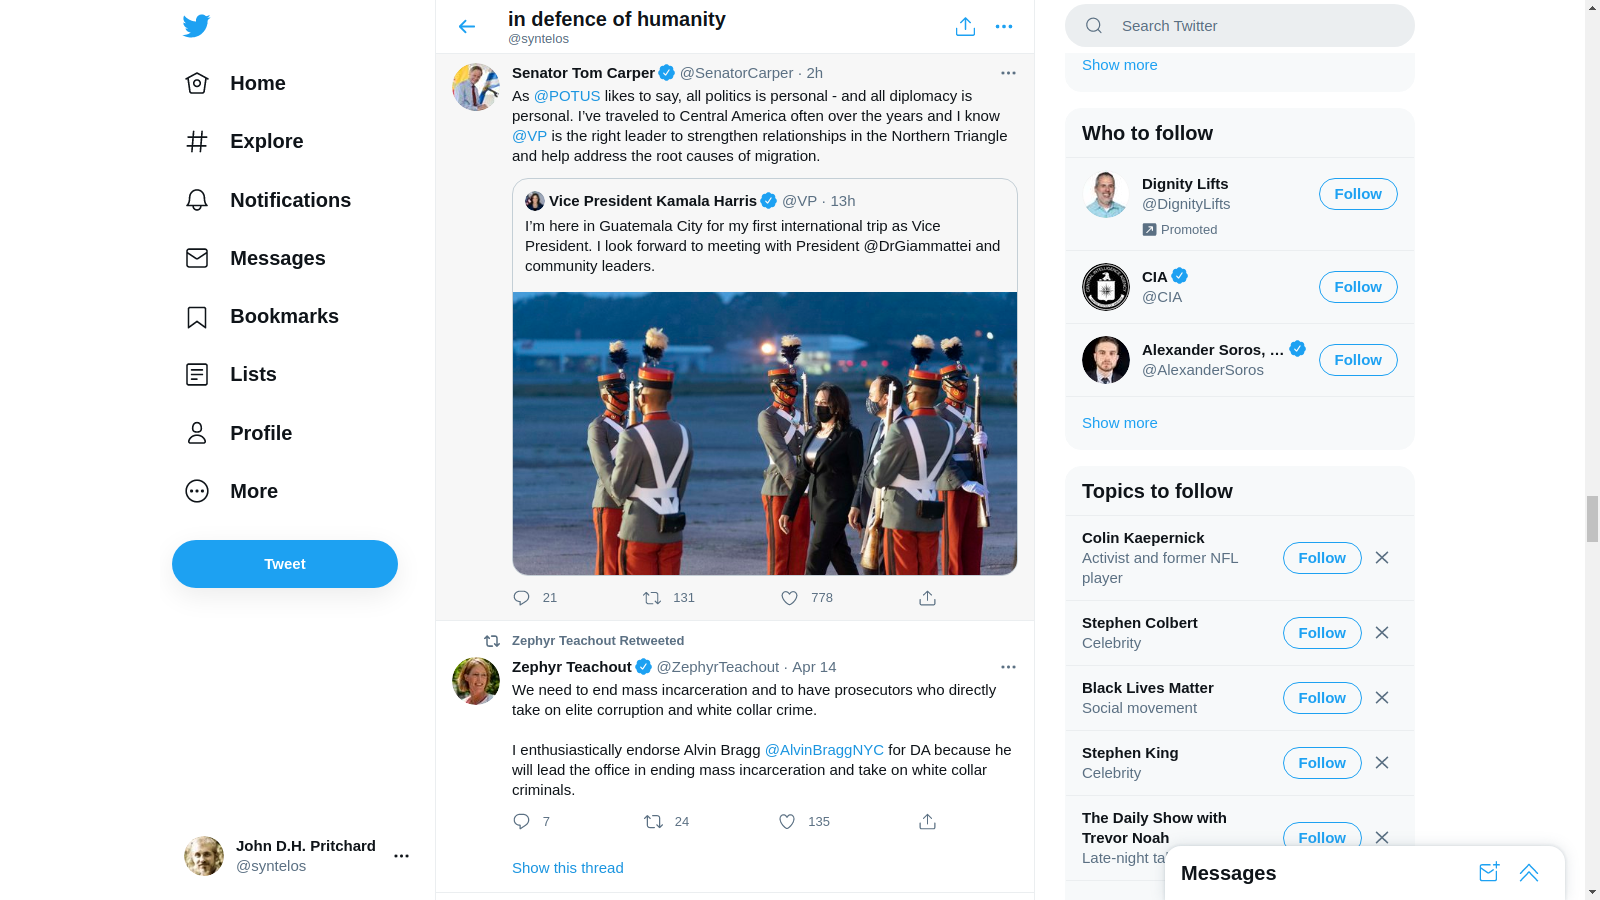 Home
Explore
Notifications
Messages
Bookmarks
Lists
Profile
More
Tweet
John D.H. Pritchard
@syntelos
in defence of humanity
@syntelos
Senator Tom Carper @SenatorCarper · 2h
As @POTUS likes to say, all politics is personal - and all diplomacy is
personal. I’ve traveled to Central America often over the years and I know
@VP is the right leader to strengthen relationships in the Northern Triangle
and help address the root causes of migration.
Vice President Kamala Harris @VP · 13h
I’m here in Guatemala City for my first international trip as Vice
President. I look forward to meeting with President @DrGiammattei and
community leaders.
21 131 778
Zephyr Teachout Retweeted
Zephyr Teachout @ZephyrTeachout · Apr 14
We need to end mass incarceration and to have prosecutors who directly
take on elite corruption and white collar crime.
I enthusiastically endorse Alvin Bragg @AlvinBraggNYC for DA because he
will lead the office in ending mass incarceration and take on white collar
criminals.
7 24 135
Show this thread
Search Twitter
Show more
Who to follow
Dignity Lifts
@DignityLifts
Promoted
Follow
CIA
@CIA
Follow
Alexander Soros, …
@AlexanderSoros
Follow
Show more
Topics to follow
Colin Kaepernick
Activist and former NFL
player
Follow
Stephen Colbert
Celebrity
Follow
Black Lives Matter
Social movement
Follow
Stephen King
Celebrity
Follow
The Daily Show with
Trevor Noah
Late-night
Follow
Messages